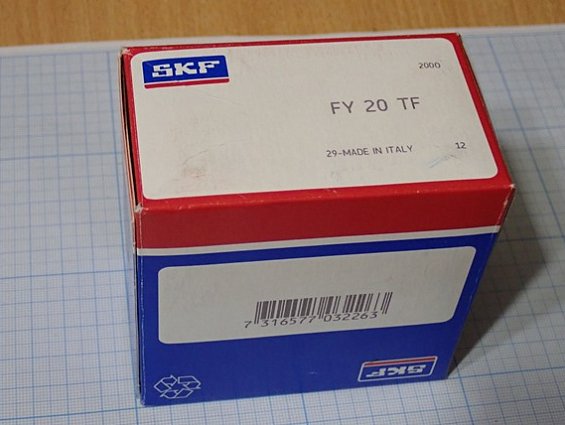 SKF
2000
FY 20 TF
29-MADE IN ITALY
12
7 316577 032263
SKF